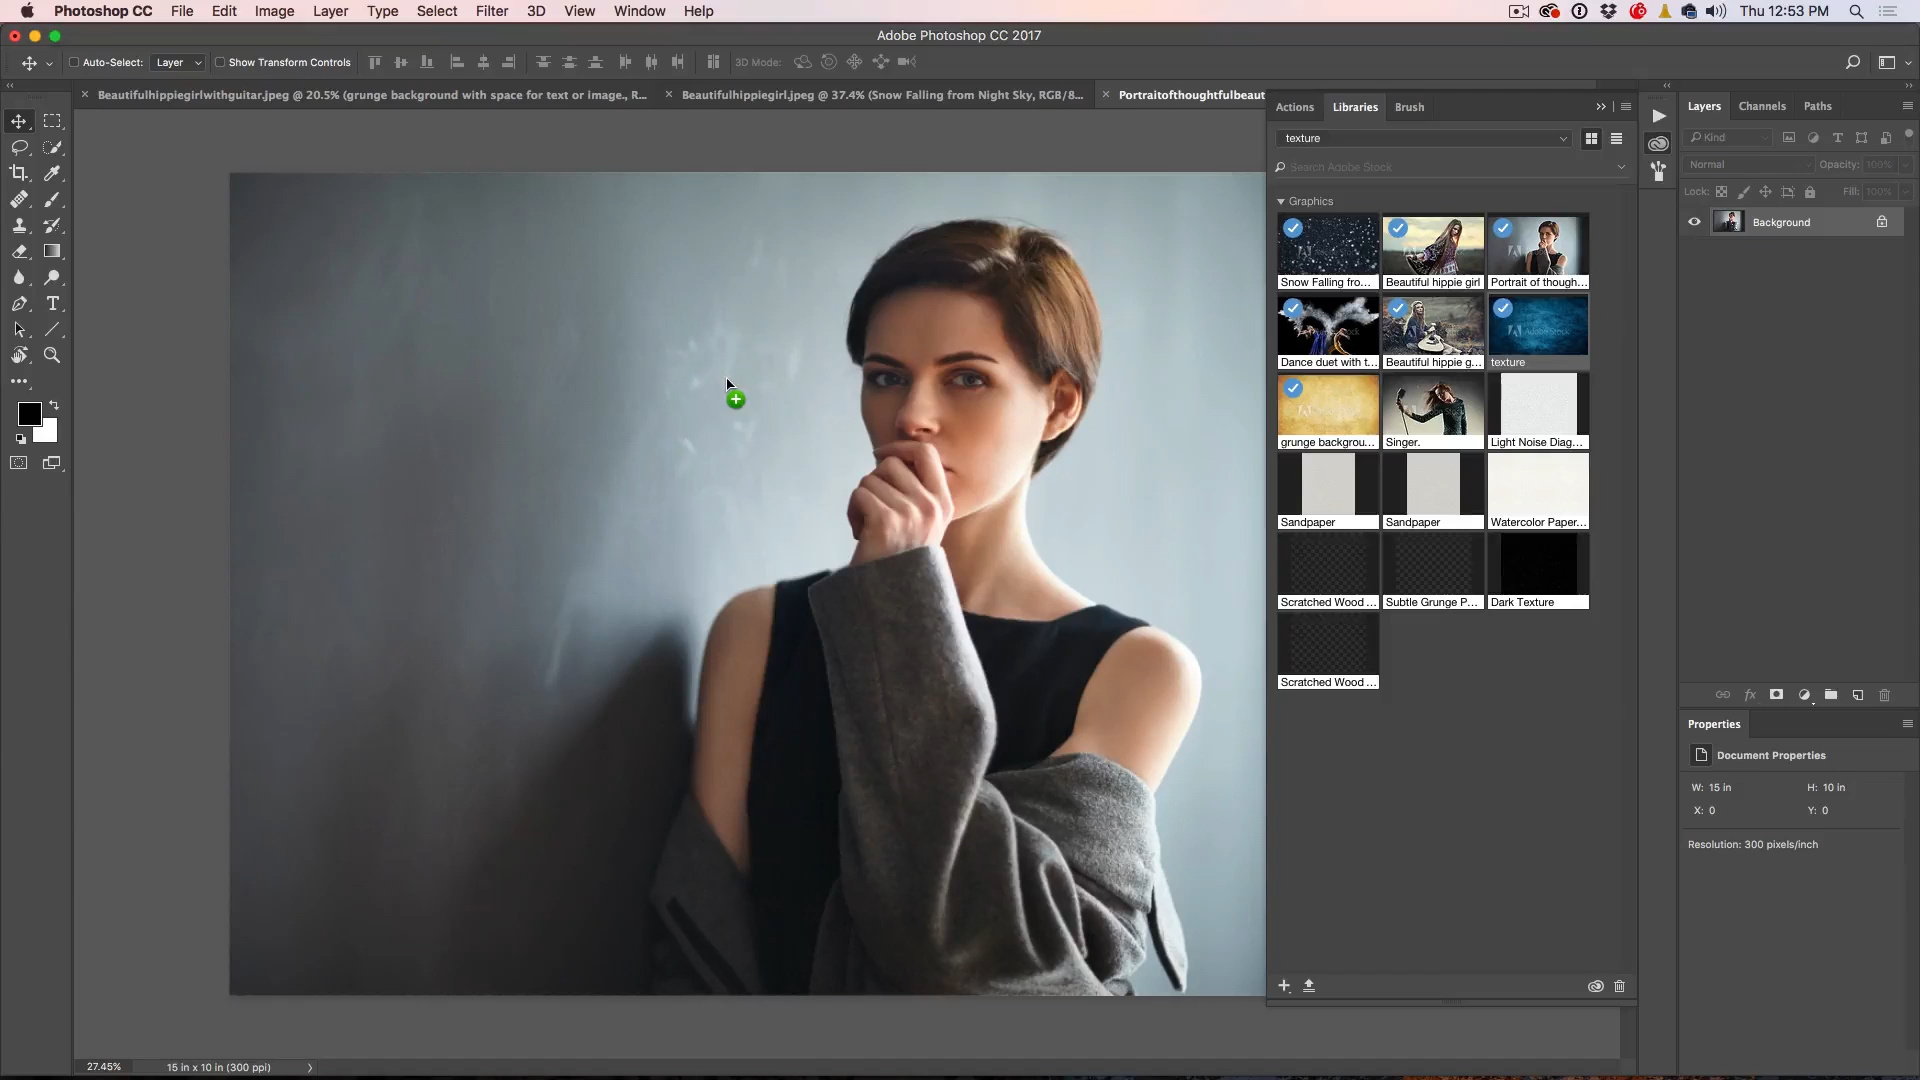 Photoshop CC File Edit Image Layer Type Select Filter 3D View Window Help Thu 12:53 PM
Adobe Photoshop CC 2017
Auto-Select: Layer Show Transform Controls 3D Mode:
Beautifulhippiegirlwithguitar.jpeg @ 20.5% (grunge background with space for text or image., R... Beautifulhippiegirl.jpeg @ 37.4% (Snow Falling from Night Sky, RGB/8... Portraitofthoughtfulbeaut
Actions Libraries Brush
texture
Search Adobe Stock
Graphics
Snow Falling fro... Beautiful hippie girl Portrait of though...
Adobe Stock
Dance duet with t... Beautiful hippie g... texture
grunge backgrou... Singer. Light Noise Diag...
Sandpaper Sandpaper Watercolor Paper...
Scratched Wood ... Subtle Grunge P... Dark Texture
Scratched Wood ...
Layers Channels Paths
Kind
Normal Opacity: 100%
Lock: Fill: 100%
Background
fx
Properties
Document Properties
W: 15 in H: 10 in
X: 0 Y: 0
Resolution: 300 pixels/inch
27.45% 15 in x 10 in (300 ppi)